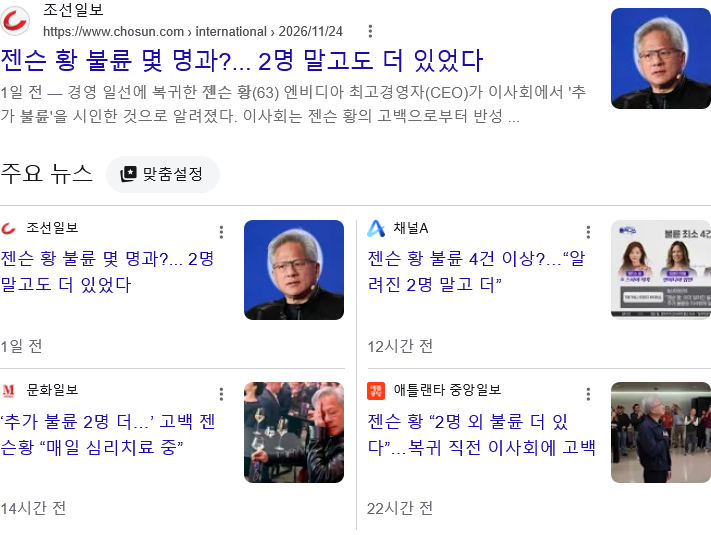 조선일보
https://www.chosun.com › international › 2026/11/24
젠슨 황 불륜 몇 명과?... 2명 말고도 더 있었다
1일 전 — 경영 일선에 복귀한 젠슨 황(63) 엔비디아 최고경영자(CEO)가 이사회에서 '추
가 불륜'을 시인한 것으로 알려졌다. 이사회는 젠슨 황의 고백으로부터 반성 ...
주요 뉴스
맞춤설정
조선일보
젠슨 황 불륜 몇 명과?... 2명
말고도 더 있었다
1일 전
채널A
젠슨 황 불륜 4건 이상?…“알
려진 2명 말고 더”
불륜 최소 4건
12시간 전
문화일보
‘추가 불륜 2명 더…’ 고백 젠
슨황 “매일 심리치료 중”
14시간 전
애틀랜타 중앙일보
젠슨 황 “2명 외 불륜 더 있
다”…복귀 직전 이사회에 고백
22시간 전